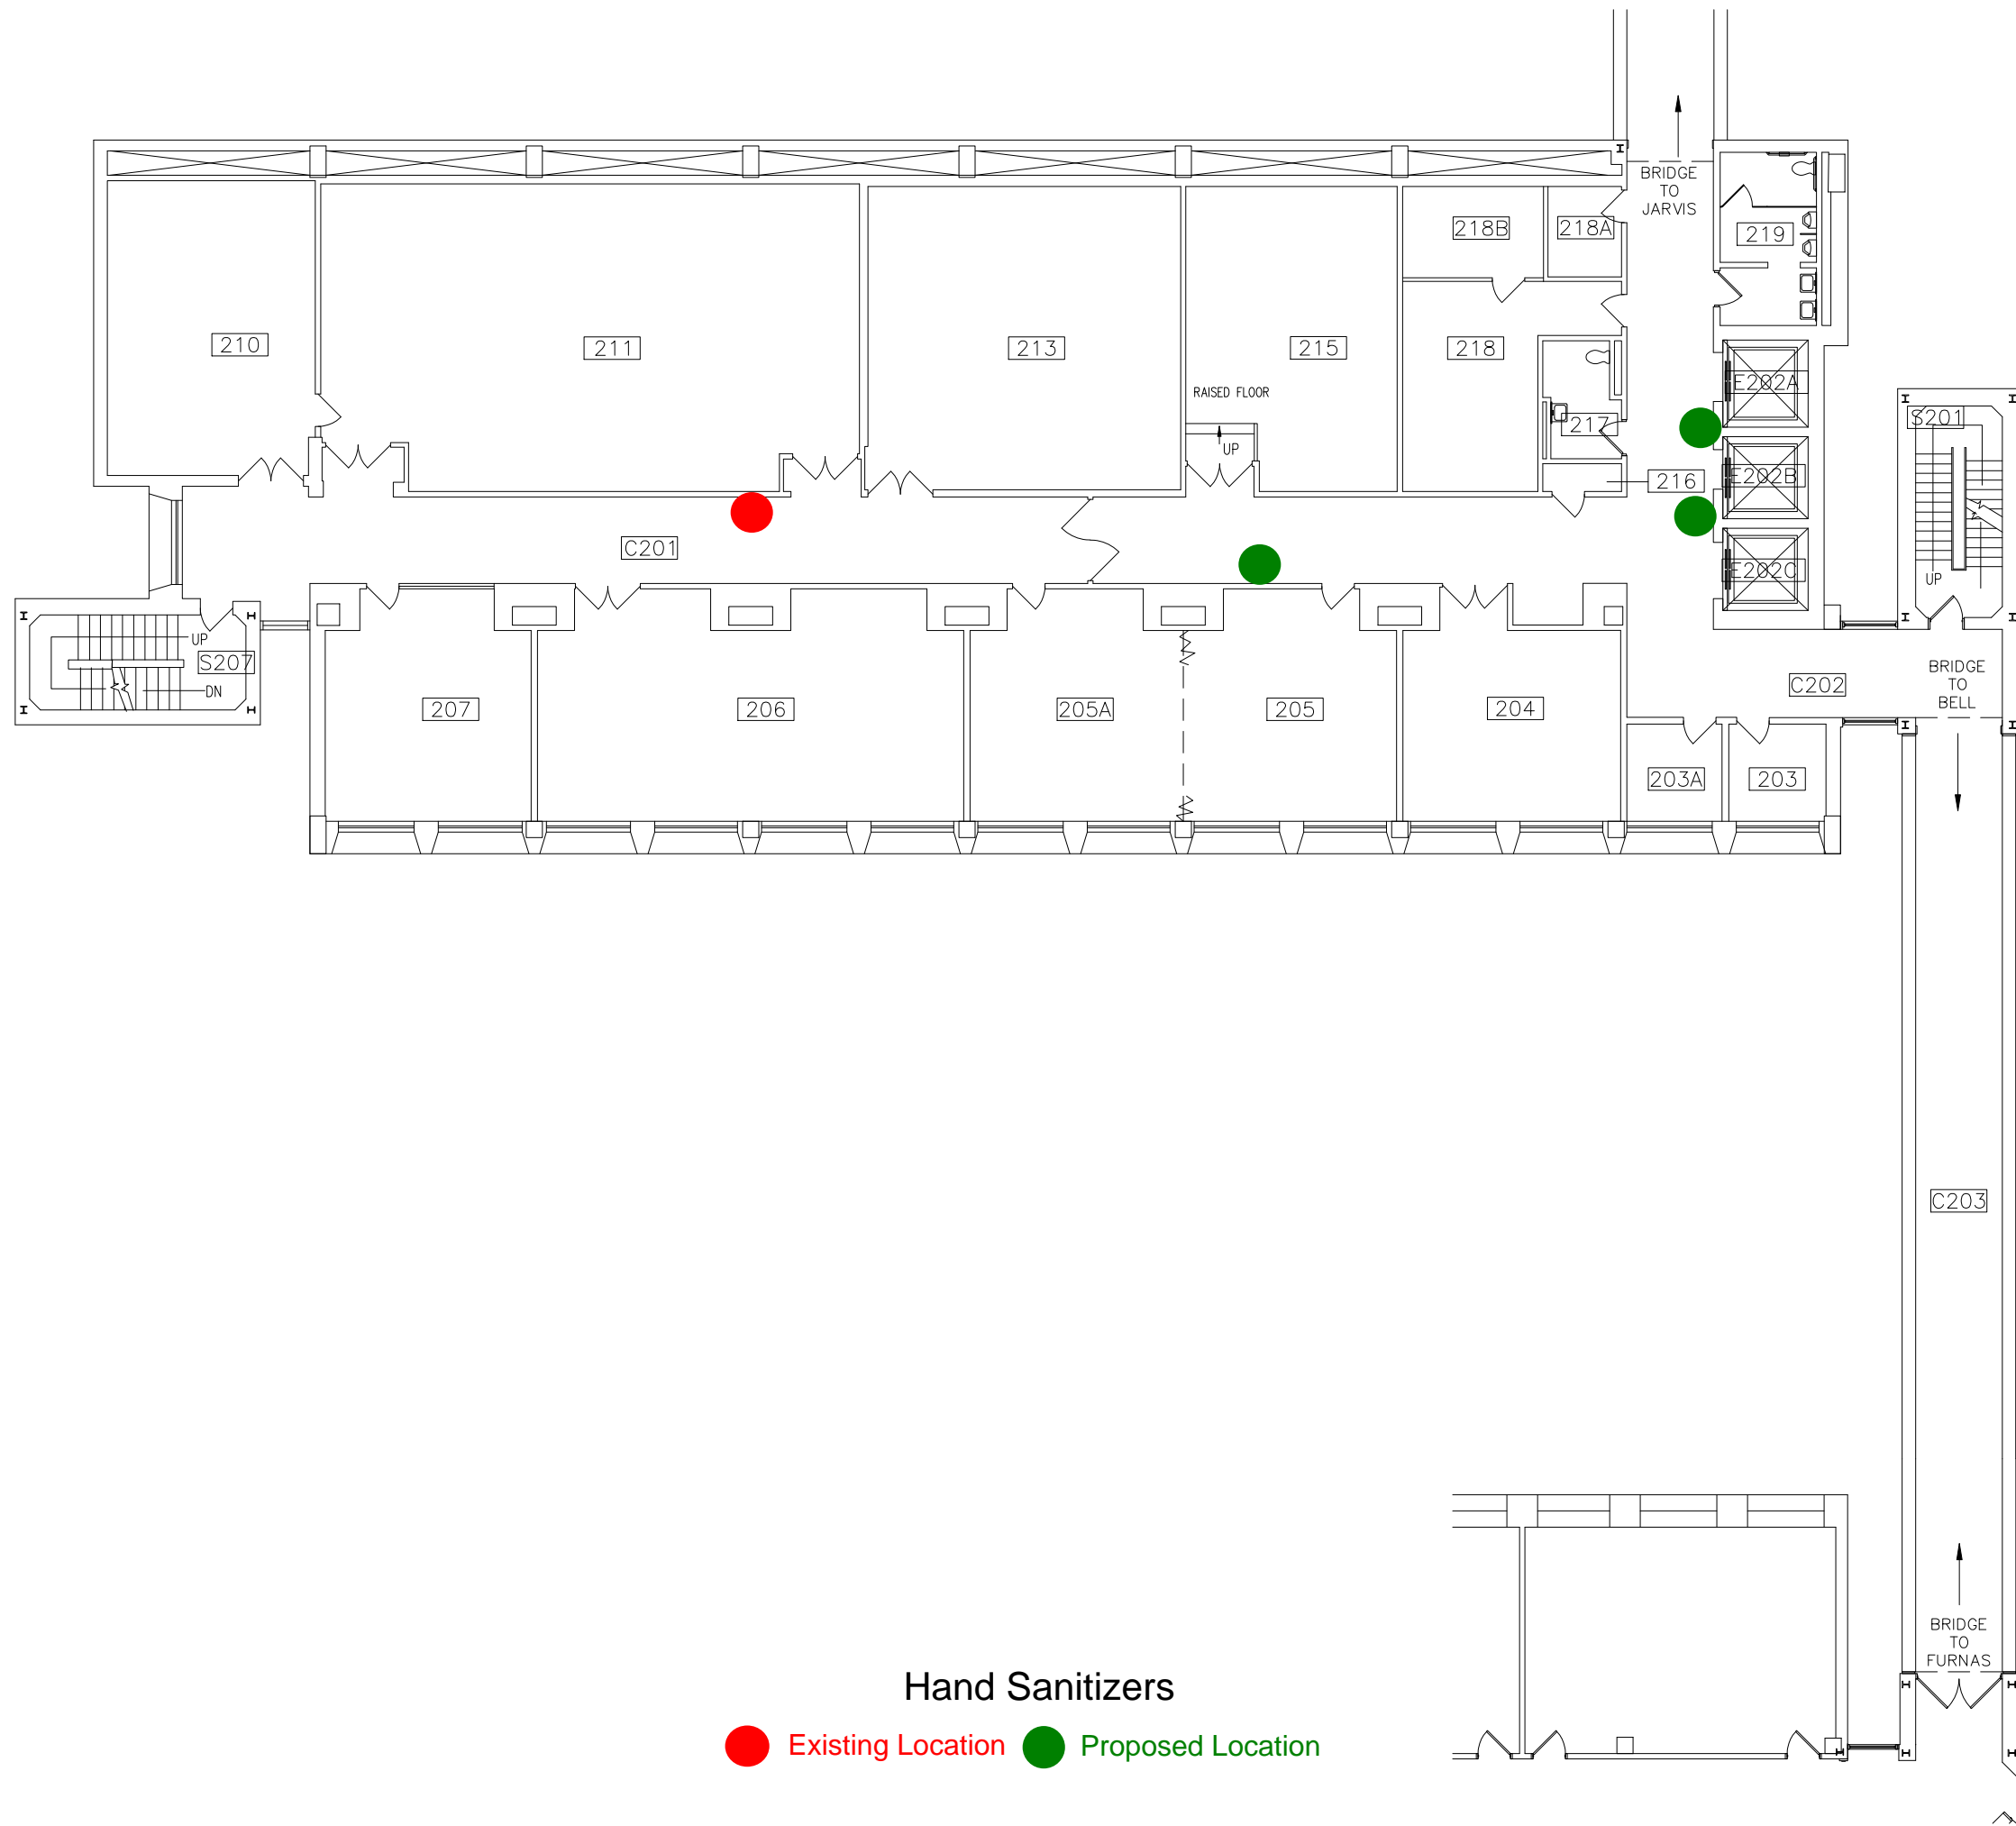 BRIDGE
TO
JARVIS
218B
218A
219
210
211
213
215
218
E202A
RAISED FLOOR
217
S201
UP
216
E202B
C201
E202C
UP
UP
S207
DN
BRIDGE
TO
BELL
C202
207
206
205A
205
204
203A
203
C203
BRIDGE
TO
FURNAS
Hand Sanitizers
Existing Location
Proposed Location